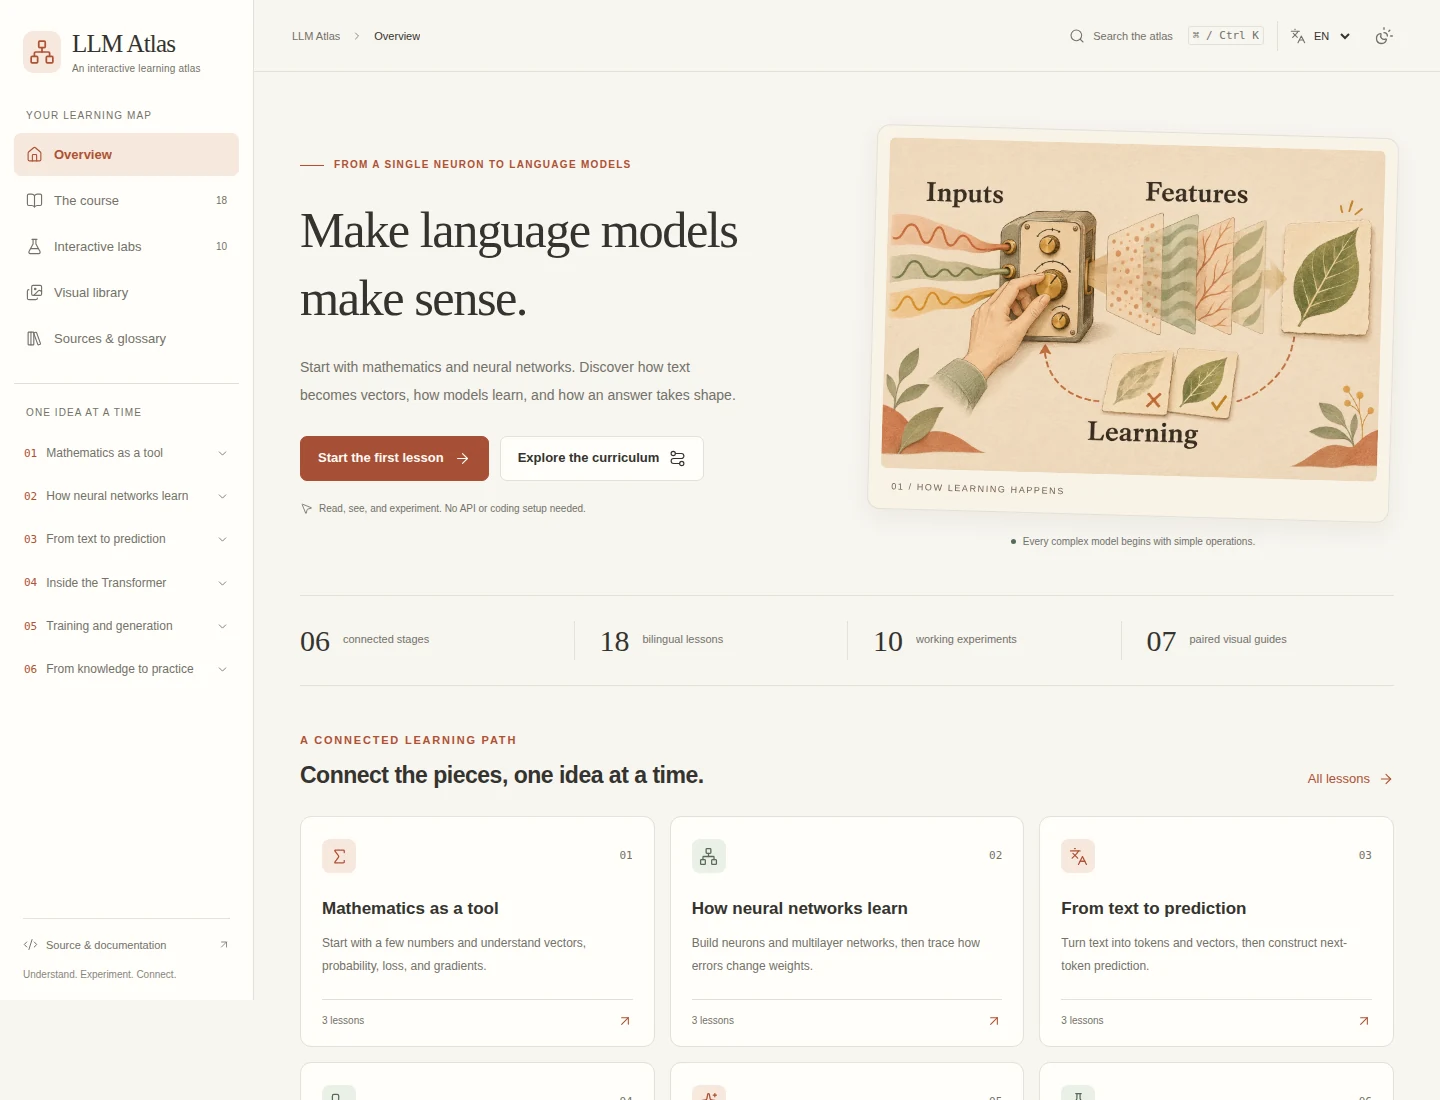 LLM Atlas
An interactive learning atlas
YOUR LEARNING MAP
Overview
The course 18
Interactive labs 10
Visual library
Sources & glossary
ONE IDEA AT A TIME
01 Mathematics as a tool
02 How neural networks learn
03 From text to prediction
04 Inside the Transformer
05 Training and generation
06 From knowledge to practice
Source & documentation
Understand. Experiment. Connect.
LLM Atlas > Overview
Search the atlas ⌘ / Ctrl K
EN
FROM A SINGLE NEURON TO LANGUAGE MODELS
Make language models
make sense.
Start with mathematics and neural networks. Discover how text
becomes vectors, how models learn, and how an answer takes shape.
Start the first lesson
Explore the curriculum
Read, see, and experiment. No API or coding setup needed.
Inputs
Features
Learning
01 / HOW LEARNING HAPPENS
Every complex model begins with simple operations.
06 connected stages
18 bilingual lessons
10 working experiments
07 paired visual guides
A CONNECTED LEARNING PATH
Connect the pieces, one idea at a time.
All lessons
01
Mathematics as a tool
Start with a few numbers and understand vectors,
probability, loss, and gradients.
3 lessons
02
How neural networks learn
Build neurons and multilayer networks, then trace how
errors change weights.
3 lessons
03
From text to prediction
Turn text into tokens and vectors, then construct next-
token prediction.
3 lessons